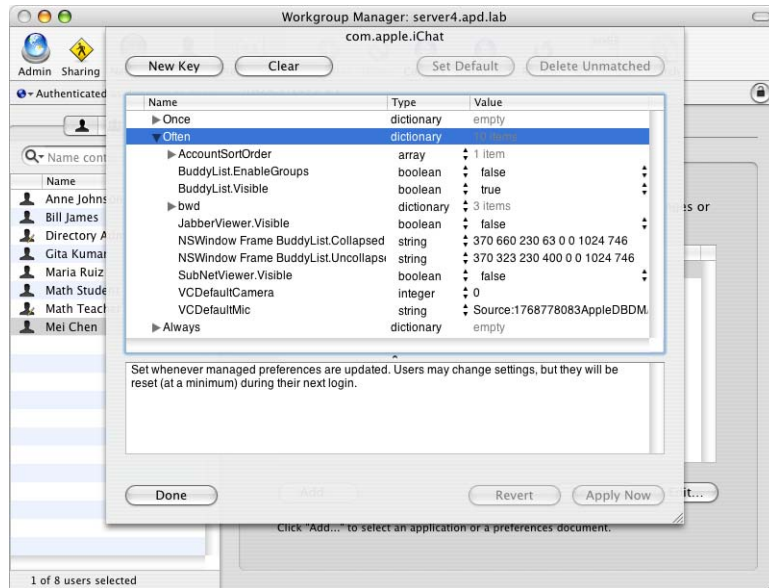 Workgroup Manager: server4.apd.lab
com.apple.iChat
Admin Sharing
New Key Clear Set Default Delete Unmatched
Authenticated
Name Type Value
Once dictionary empty
Often dictionary 10 items
AccountSortOrder array 1 item
BuddyList.EnableGroups boolean false
BuddyList.Visible boolean true
bwd dictionary 3 items
JabberViewer.Visible boolean false
NSWindow Frame BuddyList.Collapsed string 370 660 230 63 0 0 1024 746
NSWindow Frame BuddyList.Uncollapse string 370 323 230 400 0 0 1024 746
SubNetViewer.Visible boolean false
VCDefaultCamera integer 0
VCDefaultMic string Source:1768778083AppleDBDM
Always dictionary empty
Name cont
Name
Anne Johns
Bill James
Directory A
Gita Kumar
Maria Ruiz
Math Stude
Math Teach
Mei Chen
es or
Set whenever managed preferences are updated. Users may change settings, but they will be
reset (at a minimum) during their next login.
Done Add... Revert Apply Now it...
Click "Add..." to select an application or a preferences document.
1 of 8 users selected